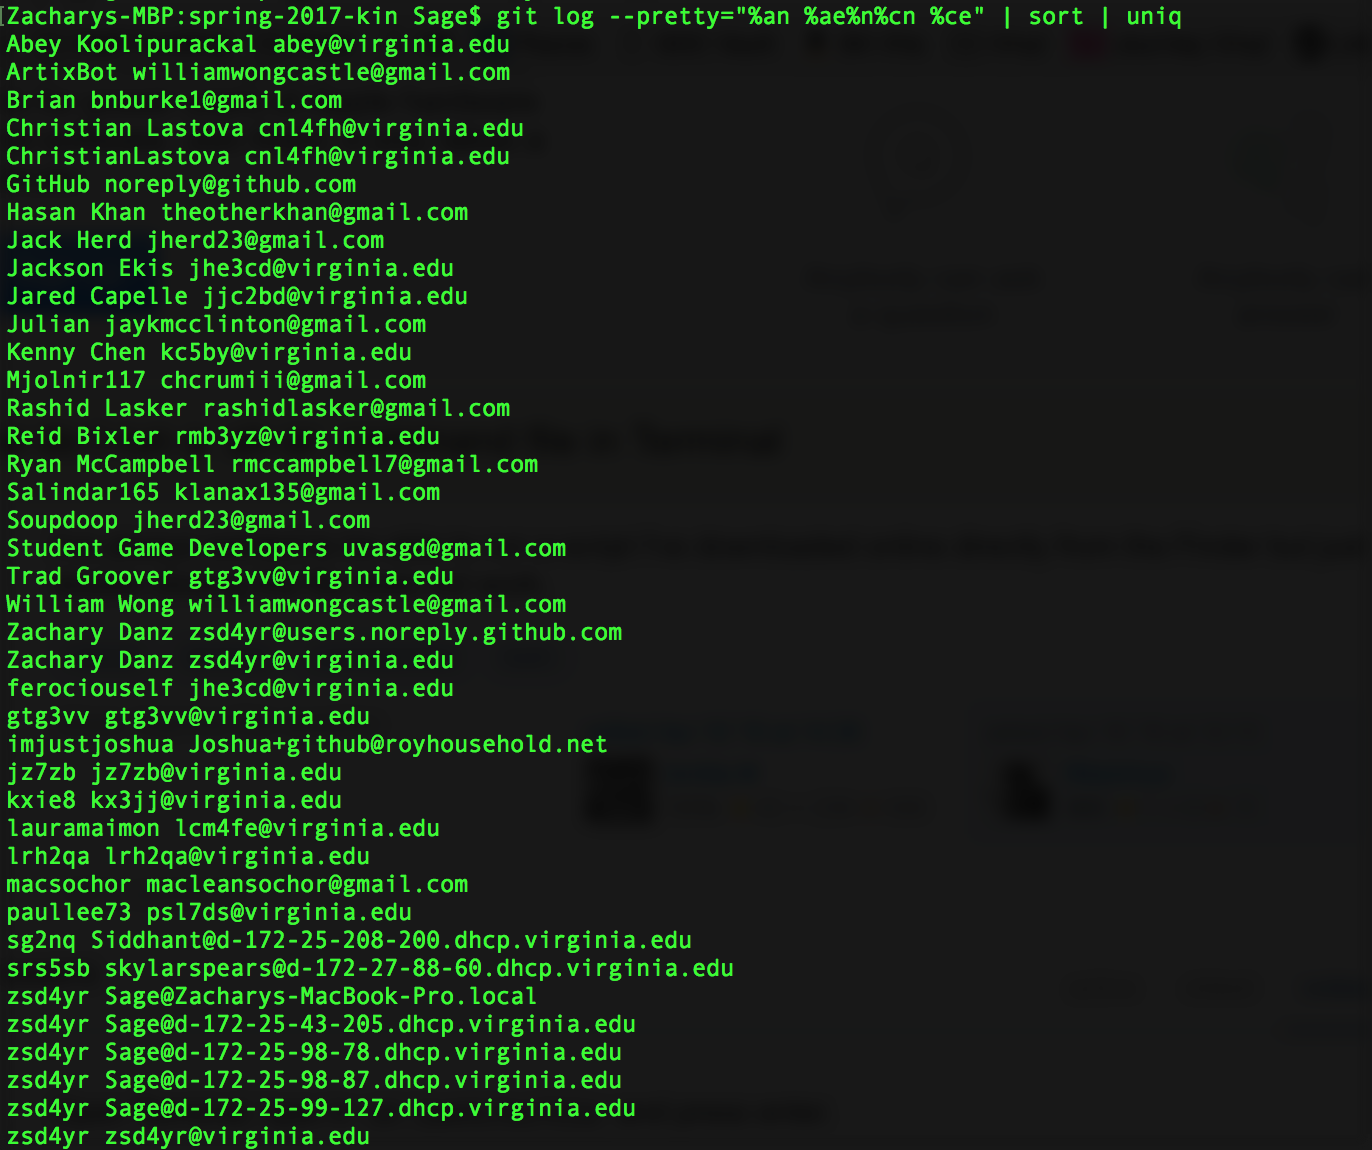 [Zacharys-MBP:spring-2017-kin Sage$ git log --pretty="%an %ae%n%cn %ce" | sort | uniq
Abey Koolipurackal abey@virginia.edu
ArtixBot williamwongcastle@gmail.com
Brian bnburke1@gmail.com
Christian Lastova cnl4fh@virginia.edu
ChristianLastova cnl4fh@virginia.edu
GitHub noreply@github.com
Hasan Khan theotherkhan@gmail.com
Jack Herd jherd23@gmail.com
Jackson Ekis jhe3cd@virginia.edu
Jared Capelle jjc2bd@virginia.edu
Julian jaykmcclinton@gmail.com
Kenny Chen kc5by@virginia.edu
Mjolnir117 chcrumiii@gmail.com
Rashid Lasker rashidlasker@gmail.com
Reid Bixler rmb3yz@virginia.edu
Ryan McCampbell rmccampbell7@gmail.com
Salindar165 klanax135@gmail.com
Soupdoop jherd23@gmail.com
Student Game Developers uvasgd@gmail.com
Trad Groover gtg3vv@virginia.edu
William Wong williamwongcastle@gmail.com
Zachary Danz zsd4yr@users.noreply.github.com
Zachary Danz zsd4yr@virginia.edu
ferociouself jhe3cd@virginia.edu
gtg3vv gtg3vv@virginia.edu
imjustjoshua Joshua+github@royhousehold.net
jz7zb jz7zb@virginia.edu
kxie8 kx3jj@virginia.edu
lauramaimon lcm4fe@virginia.edu
lrh2qa lrh2qa@virginia.edu
macsochor macleansochor@gmail.com
paullee73 psl7ds@virginia.edu
sg2nq Siddhant@d-172-25-208-200.dhcp.virginia.edu
srs5sb skylarspears@d-172-27-88-60.dhcp.virginia.edu
zsd4yr Sage@Zacharys-MacBook-Pro.local
zsd4yr Sage@d-172-25-43-205.dhcp.virginia.edu
zsd4yr Sage@d-172-25-98-78.dhcp.virginia.edu
zsd4yr Sage@d-172-25-98-87.dhcp.virginia.edu
zsd4yr Sage@d-172-25-99-127.dhcp.virginia.edu
zsd4yr zsd4yr@virginia.edu